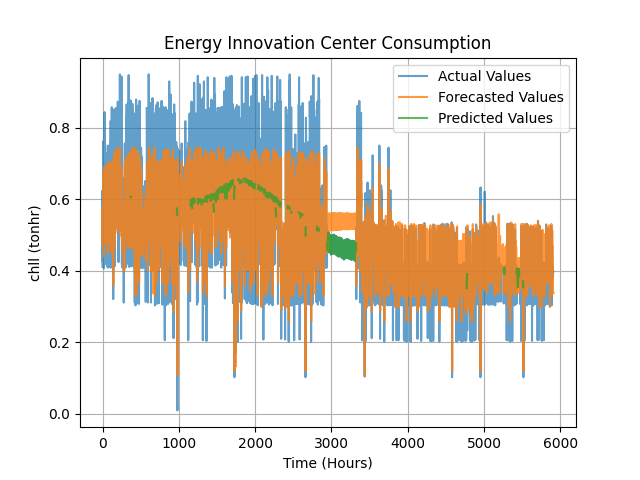 Energy Innovation Center Consumption
Actual Values
Forecasted Values
Predicted Values
chll (tonhr)
0.8
0.6
0.4
0.2
0.0
0 1000 2000 3000 4000 5000 6000
Time (Hours)